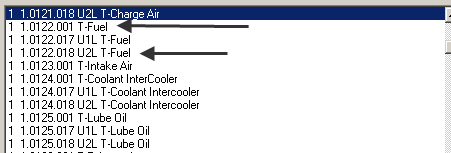 1 1.0121.018 U2L T-Charge Air
1 1.0122.001 T-Fuel
1 1.0122.017 U1L T-Fuel
1 1.0122.018 U2L T-Fuel
1 1.0123.001 T-Intake Air
1 1.0124.001 T-Coolant InterCooler
1 1.0124.017 U1L T-Coolant Intercooler
1 1.0124.018 U2L T-Coolant Intercooler
1 1.0125.001 T-Lube Oil
1 1.0125.017 U1L T-Lube Oil
1 1.0125.018 U2L T-Lube Oil